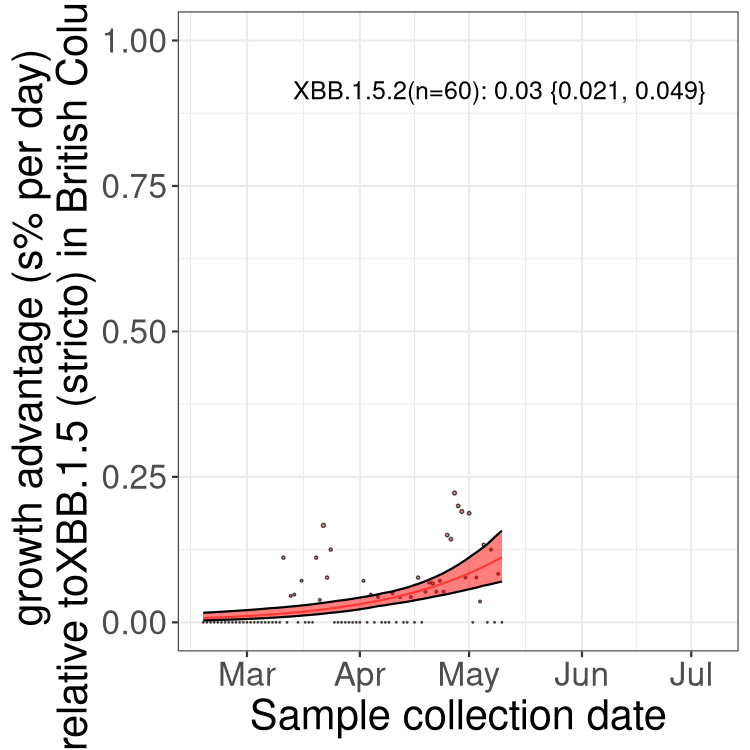 growth advantage (s% per day)
relative toXBB.1.5 (stricto) in British Colu
1.00
0.75
0.50
0.25
0.00
XBB.1.5.2(n=60): 0.03 {0.021, 0.049}
Mar Apr May Jun Jul
Sample collection date